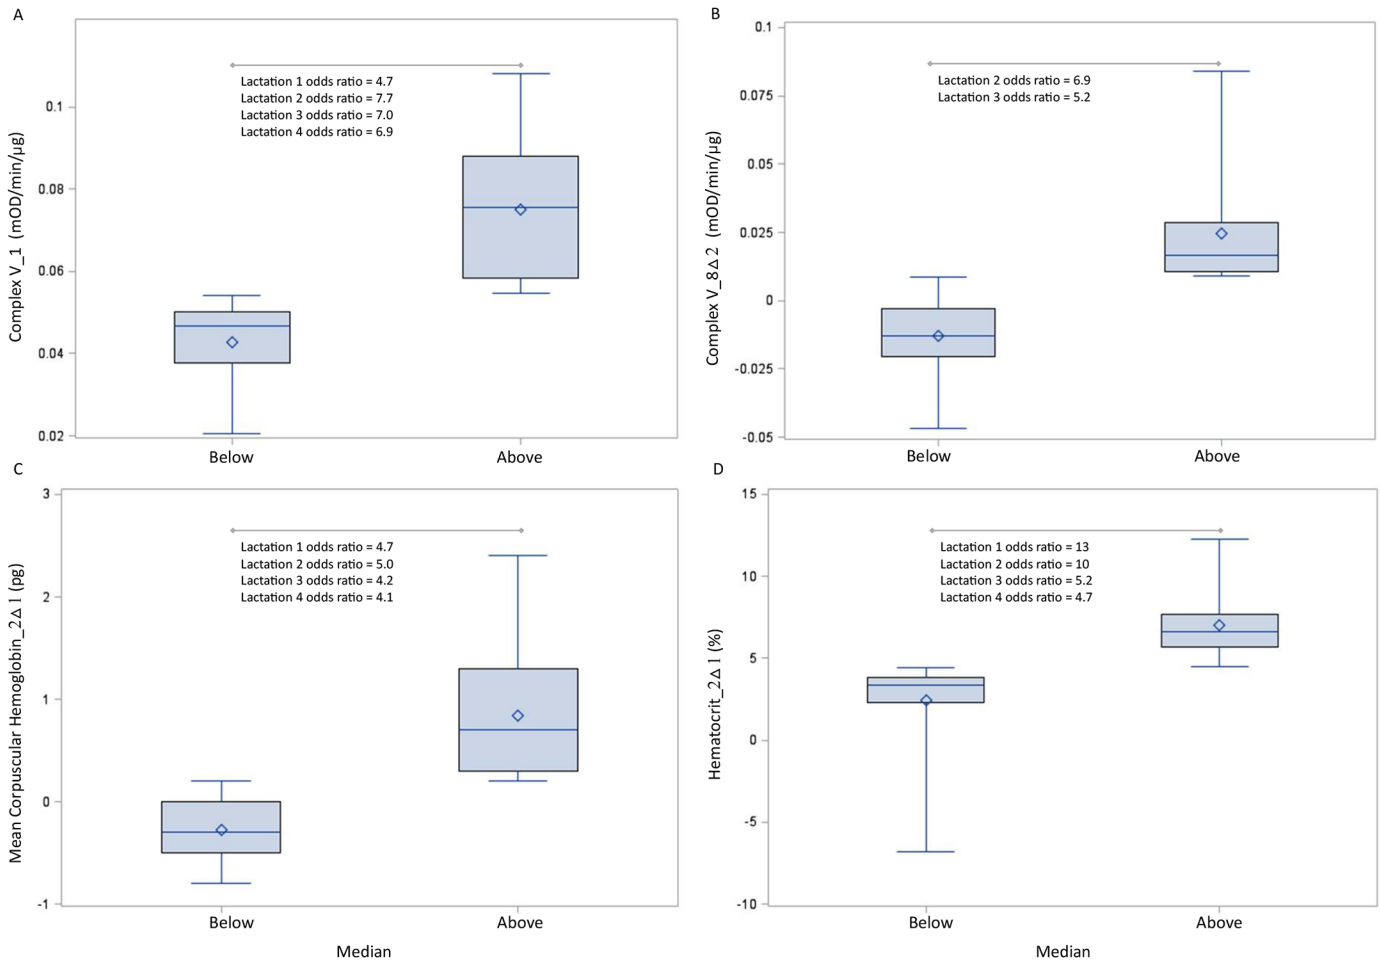 A
Complex V_1 (mOD/min/µg)
0.1
0.08
0.06
0.04
0.02
Lactation 1 odds ratio = 4.7
Lactation 2 odds ratio = 7.7
Lactation 3 odds ratio = 7.0
Lactation 4 odds ratio = 6.9
Below
Above
B
Complex V_8Δ2 (mOD/min/µg)
0.1
0.075
0.05
0.025
0
-0.025
-0.05
Lactation 2 odds ratio = 6.9
Lactation 3 odds ratio = 5.2
Below
Above
C
Mean Corpuscular Hemoglobin_2Δ1 (pg)
3
2
1
0
-1
Lactation 1 odds ratio = 4.7
Lactation 2 odds ratio = 5.0
Lactation 3 odds ratio = 4.2
Lactation 4 odds ratio = 4.1
Below
Above
Median
D
Hematocrit_2Δ1 (%)
15
10
5
0
-5
-10
Lactation 1 odds ratio = 13
Lactation 2 odds ratio = 10
Lactation 3 odds ratio = 5.2
Lactation 4 odds ratio = 4.7
Below
Above
Median